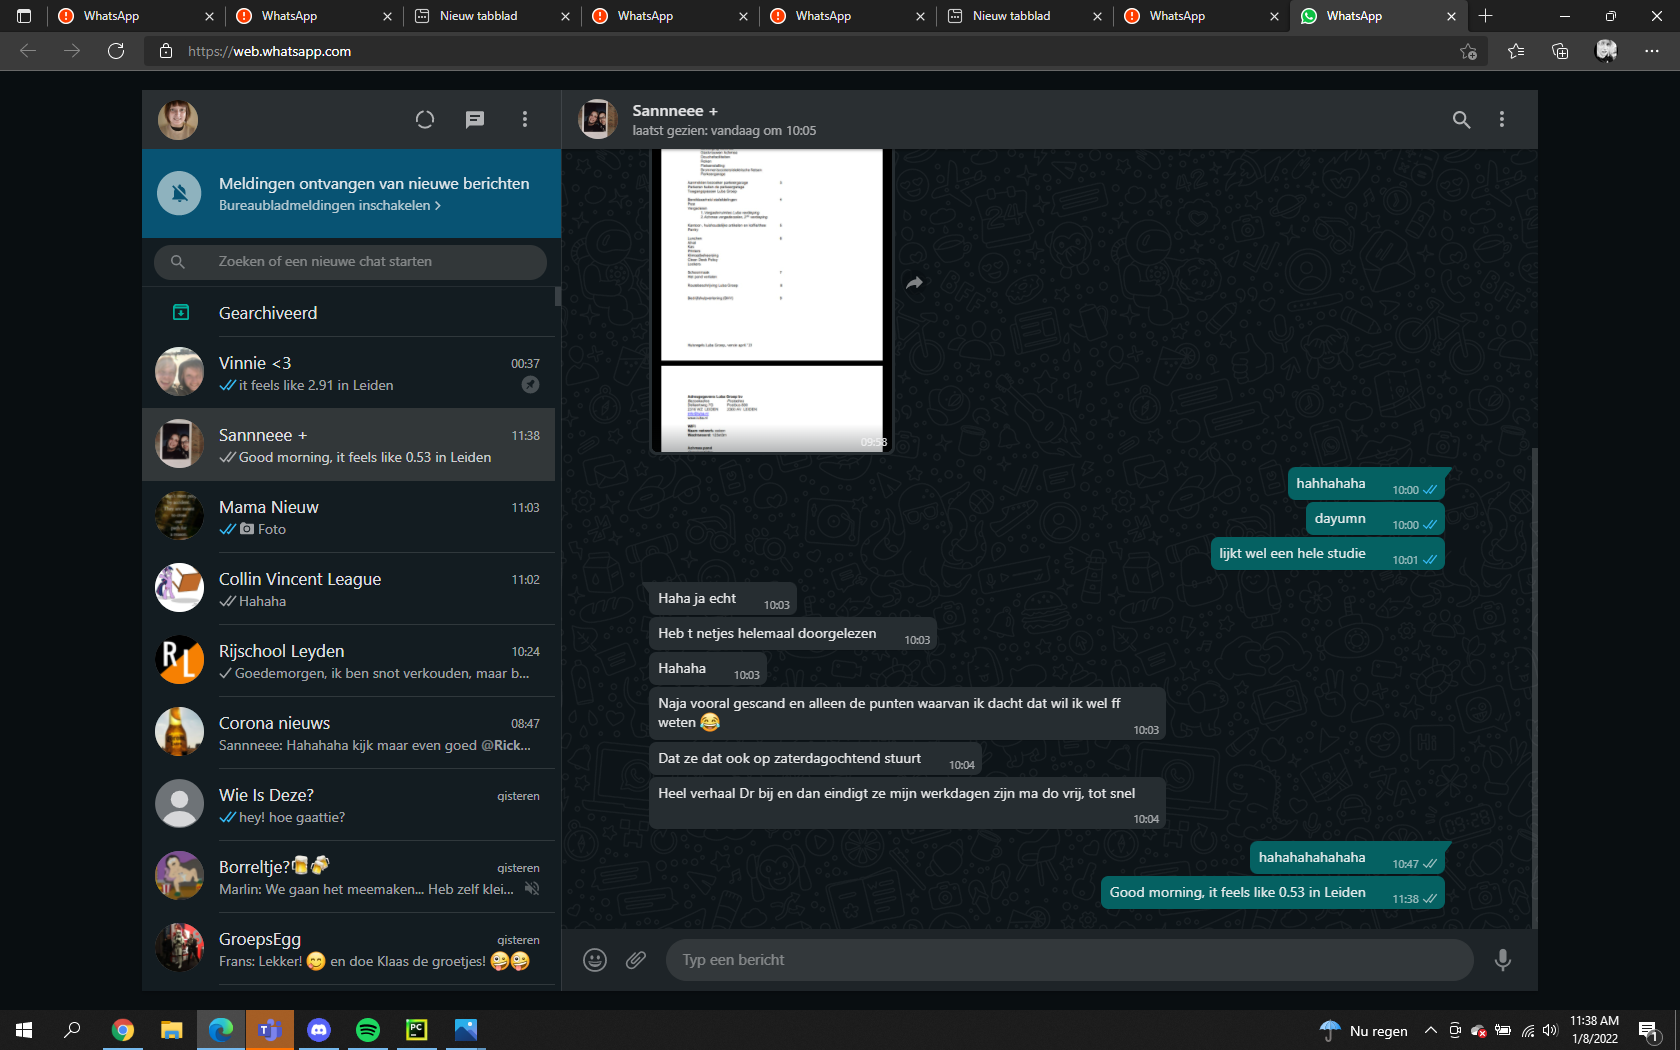 WhatsApp
WhatsApp
Nieuw tabblad
WhatsApp
WhatsApp
Nieuw tabblad
WhatsApp
WhatsApp
https://web.whatsapp.com
Meldingen ontvangen van nieuwe berichten
Bureaubladmeldingen inschakelen >
Zoeken of een nieuwe chat starten
Gearchiveerd
Vinnie <3
00:37
it feels like 2.91 in Leiden
Sannneee +
11:38
Good morning, it feels like 0.53 in Leiden
Mama Nieuw
11:03
Foto
Collin Vincent League
11:02
Hahaha
RL
Rijschool Leyden
10:24
Goedemorgen, ik ben snot verkouden, maar b...
Corona nieuws
08:47
Sannneee: Hahahaha kijk maar even goed @Rick...
Wie Is Deze?
gisteren
hey! hoe gaattie?
Borreltje?🍺🍻
gisteren
Marlin: We gaan het meemaken... Heb zelf klei...
GroepsEgg
gisteren
Frans: Lekker! 😋 en doe Klaas de groetjes! 🤪🤪
Sannneee +
laatst gezien: vandaag om 10:05
09:58
hahhahaha 10:00
dayumn 10:00
lijkt wel een hele studie 10:01
Haha ja echt 10:03
Heb t netjes helemaal doorgelezen 10:03
Hahaha 10:03
Naja vooral gescand en alleen de punten waarvan ik dacht dat wil ik wel ff
weten 😂 10:03
Dat ze dat ook op zaterdagochtend stuurt 10:04
Heel verhaal Dr bij en dan eindigt ze mijn werkdagen zijn ma do vrij, tot snel
10:04
hahahahahahaha 10:47
Good morning, it feels like 0.53 in Leiden 11:38
Typ een bericht
PC
Nu regen
11:38 AM
1/8/2022
1